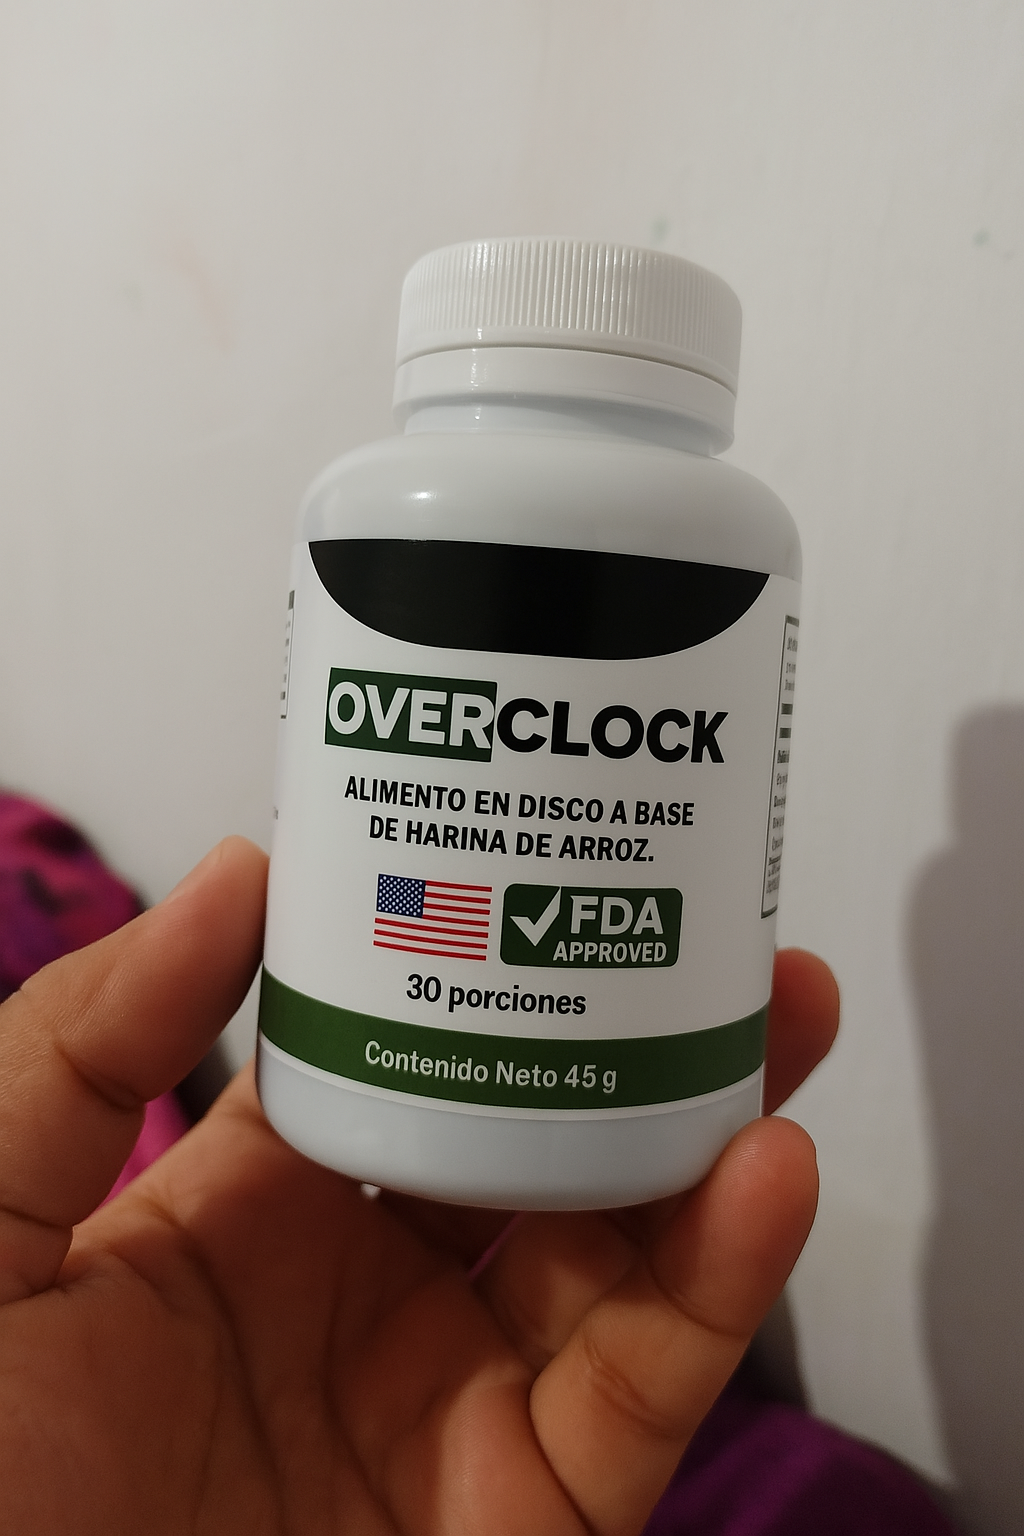 OVERCLOCK
ALIMENTO EN DISCO A BASE
DE HARINA DE ARROZ.
FDA
APPROVED
30 porciones
Contenido Neto 45 g